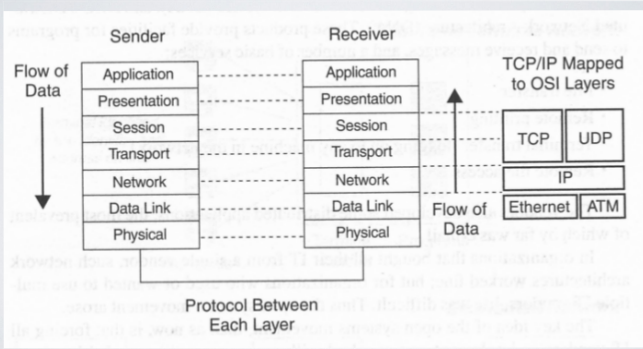 Sender
Receiver
Flow of
Data
Application
Presentation
Session
Transport
Network
Data Link
Physical
Application
Presentation
Session
Transport
Network
Data Link
Physical
Flow of
Data
TCP/IP Mapped
to OSI Layers
TCP UDP
IP
Ethernet ATM
Protocol Between
Each Layer